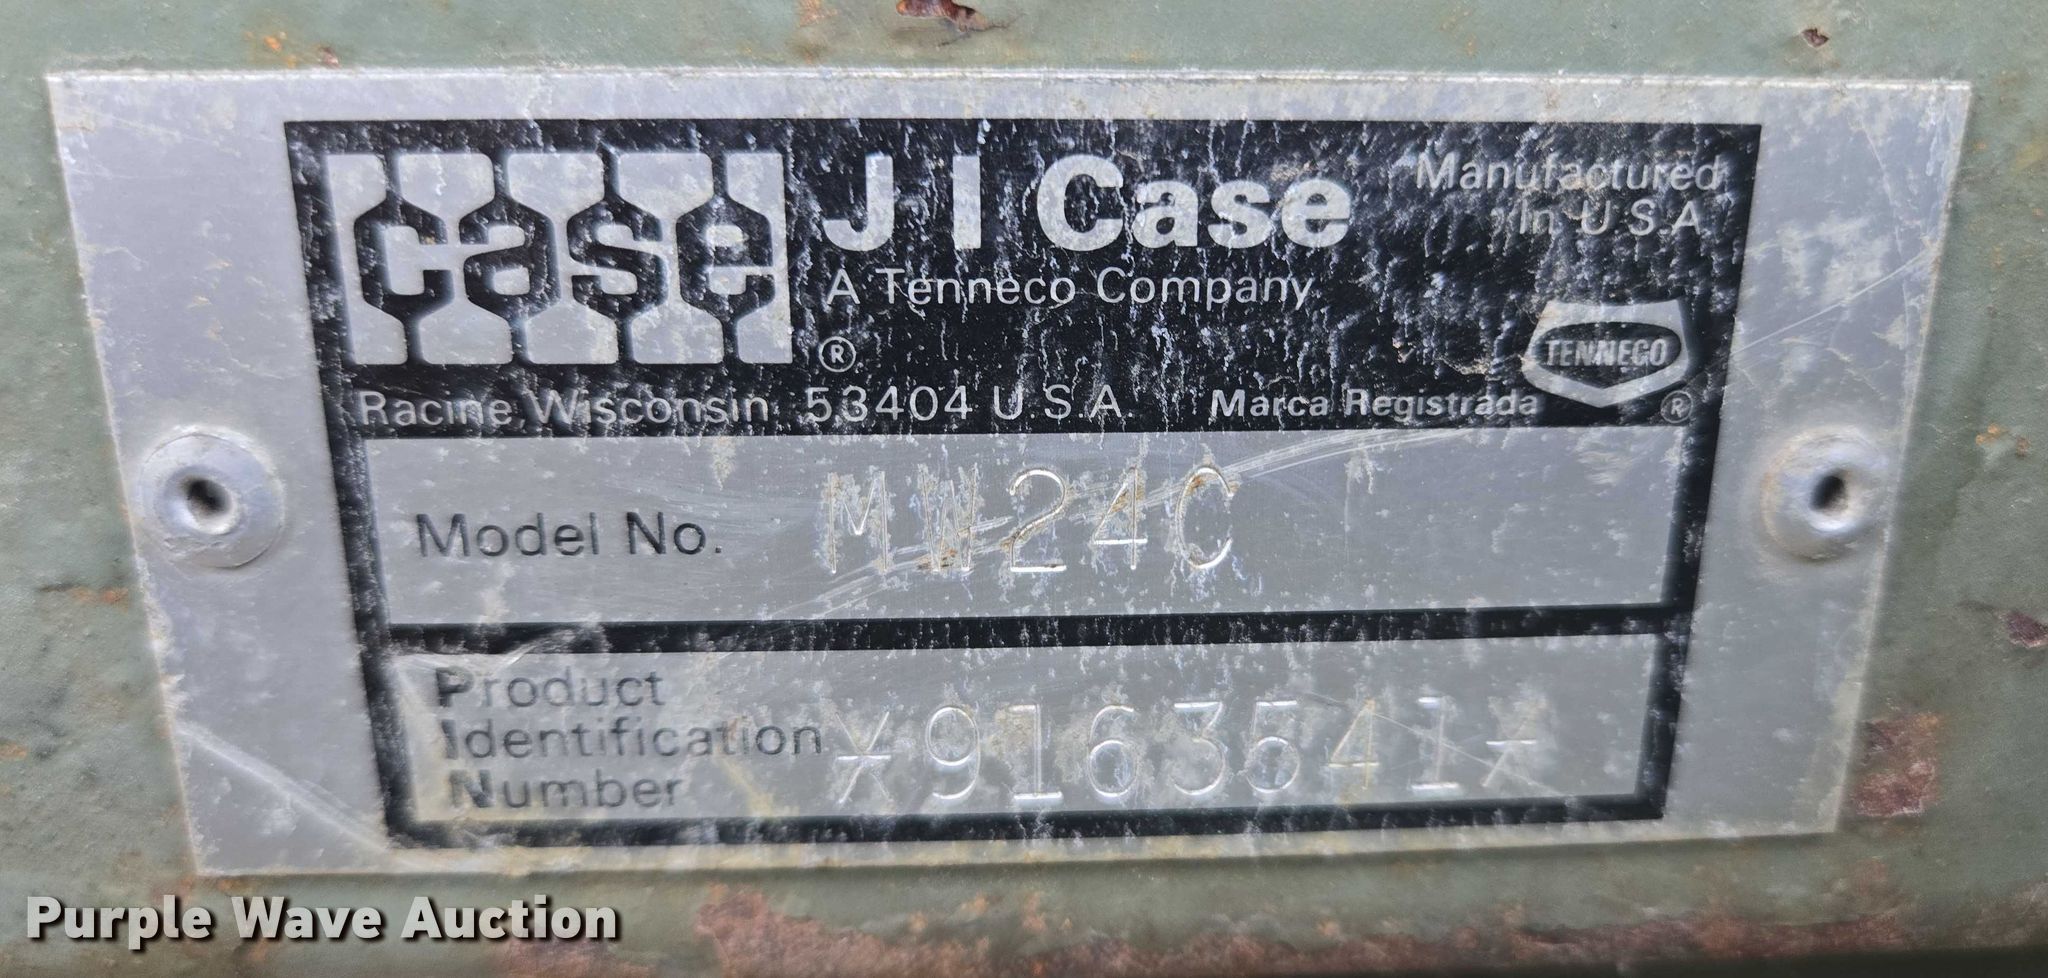 case
J I Case
Manufactured
In U.S.A.
A Tenneco Company
®
TENNECO
Racine, Wisconsin 53404 U.S.A.
Marca Registrada
®
Model No. MW24C
Product
Identification
Number
*9163541*
Purple Wave Auction